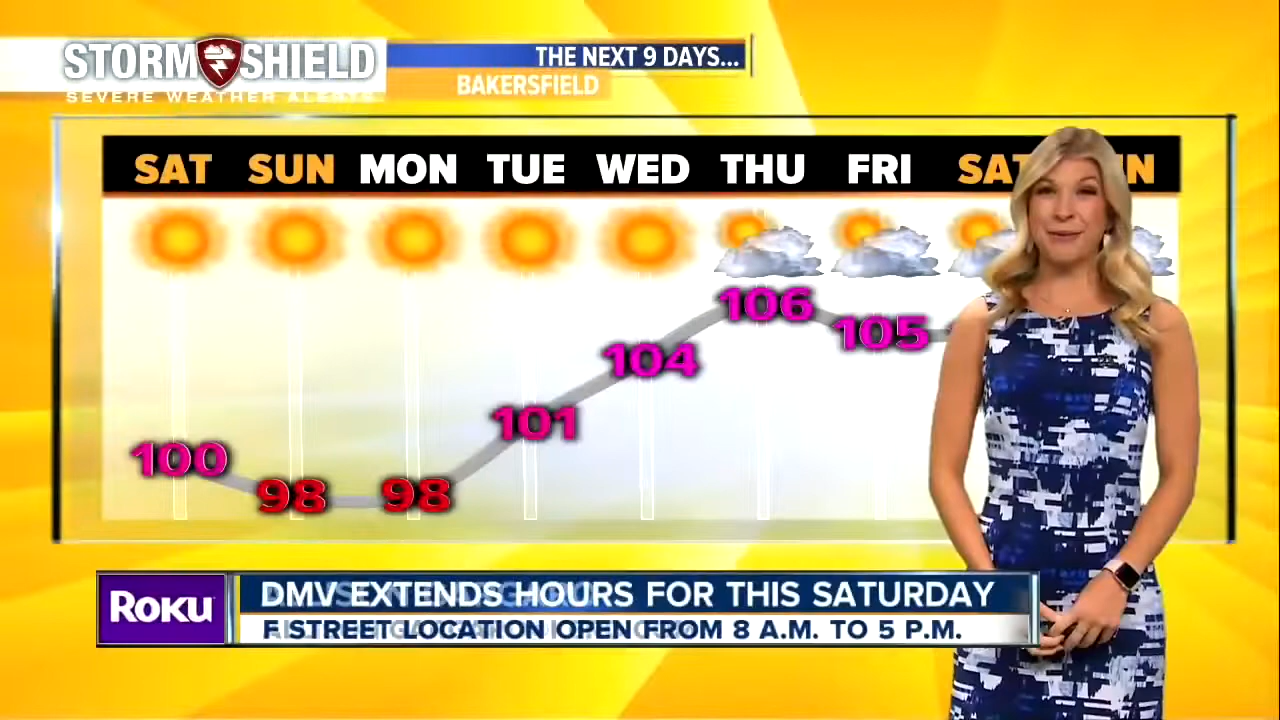 STORM SHIELD
SEVERE WEATHER ALERTS
THE NEXT 9 DAYS...
BAKERSFIELD
SAT SUN MON TUE WED THU FRI SAT
100 98 98 101 104 106 105
Roku
DMV EXTENDS HOURS FOR THIS SATURDAY
F STREET LOCATION OPEN FROM 8 A.M. TO 5 P.M.